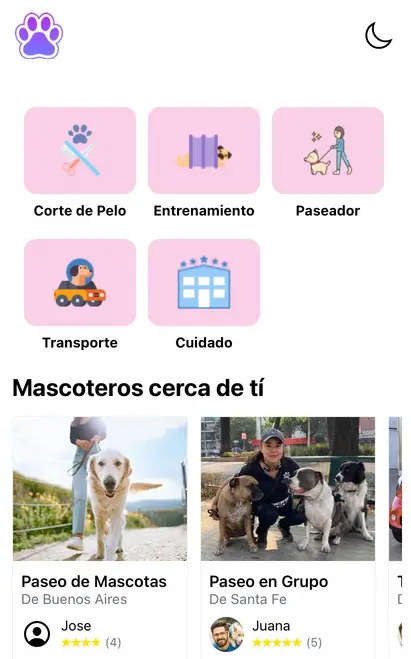 Corte de Pelo
Entrenamiento
Paseador
Transporte
Cuidado
Mascoteros cerca de tí
Paseo de Mascotas
De Buenos Aires
Jose
(4)
Paseo en Grupo
De Santa Fe
Juana
(5)